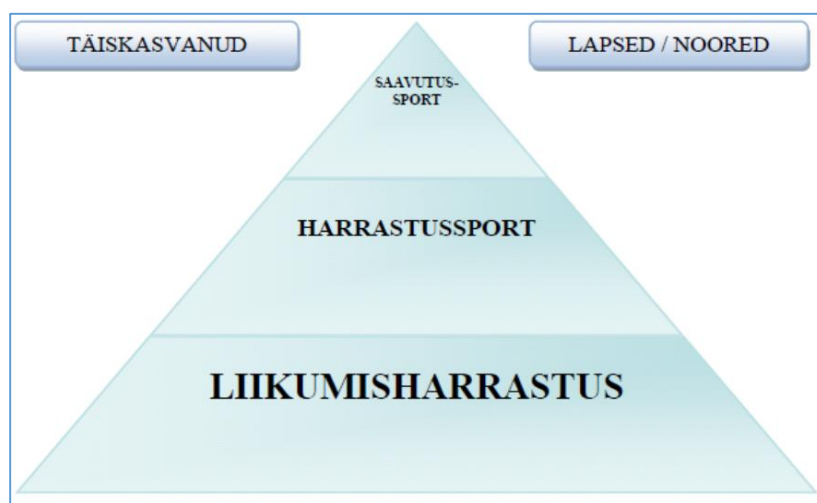 TÄISKASVANUD
LAPSED / NOORED
SAAVUTUS-
SPORT
HARRASTUSSPORT
LIIKUMISHARRASTUS